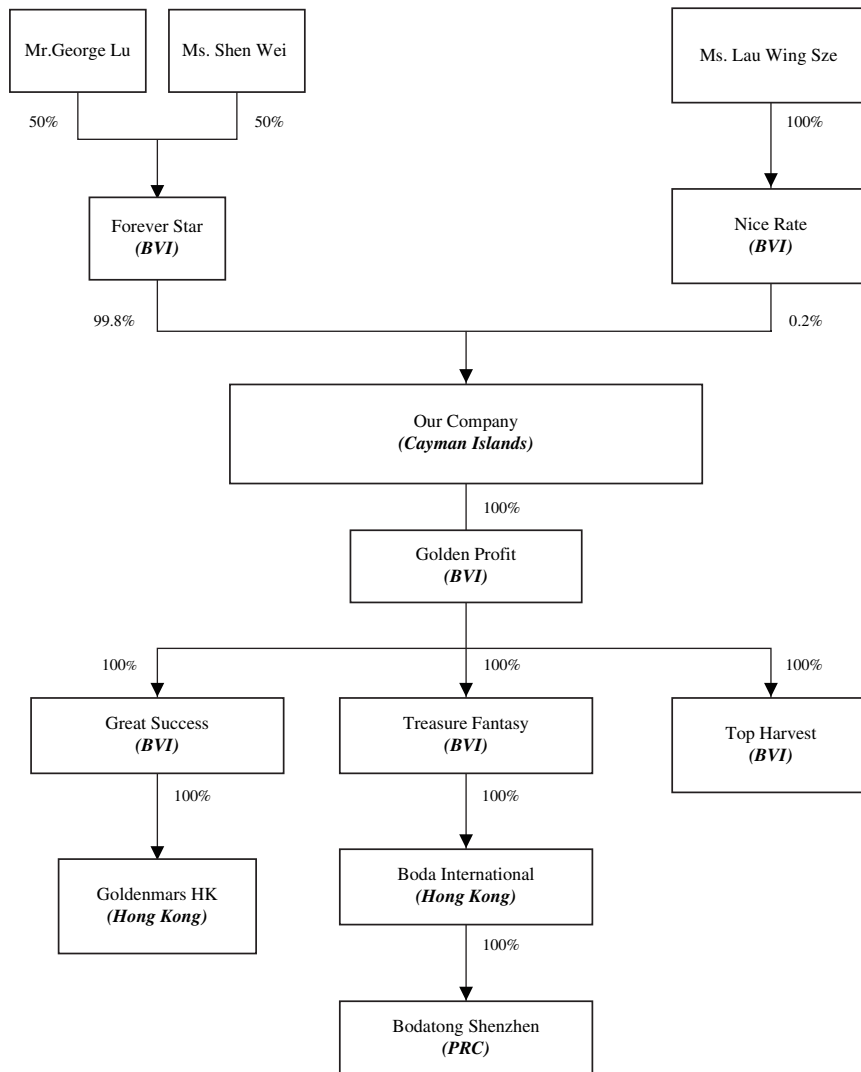 Mr.George Lu
Ms. Shen Wei
Ms. Lau Wing Sze
50%
50%
100%
Forever Star
(BVI)
Nice Rate
(BVI)
99.8%
0.2%
Our Company
(Cayman Islands)
100%
Golden Profit
(BVI)
100%
100%
100%
Great Success
(BVI)
Treasure Fantasy
(BVI)
Top Harvest
(BVI)
100%
100%
Goldenmars HK
(Hong Kong)
Boda International
(Hong Kong)
100%
Bodatong Shenzhen
(PRC)